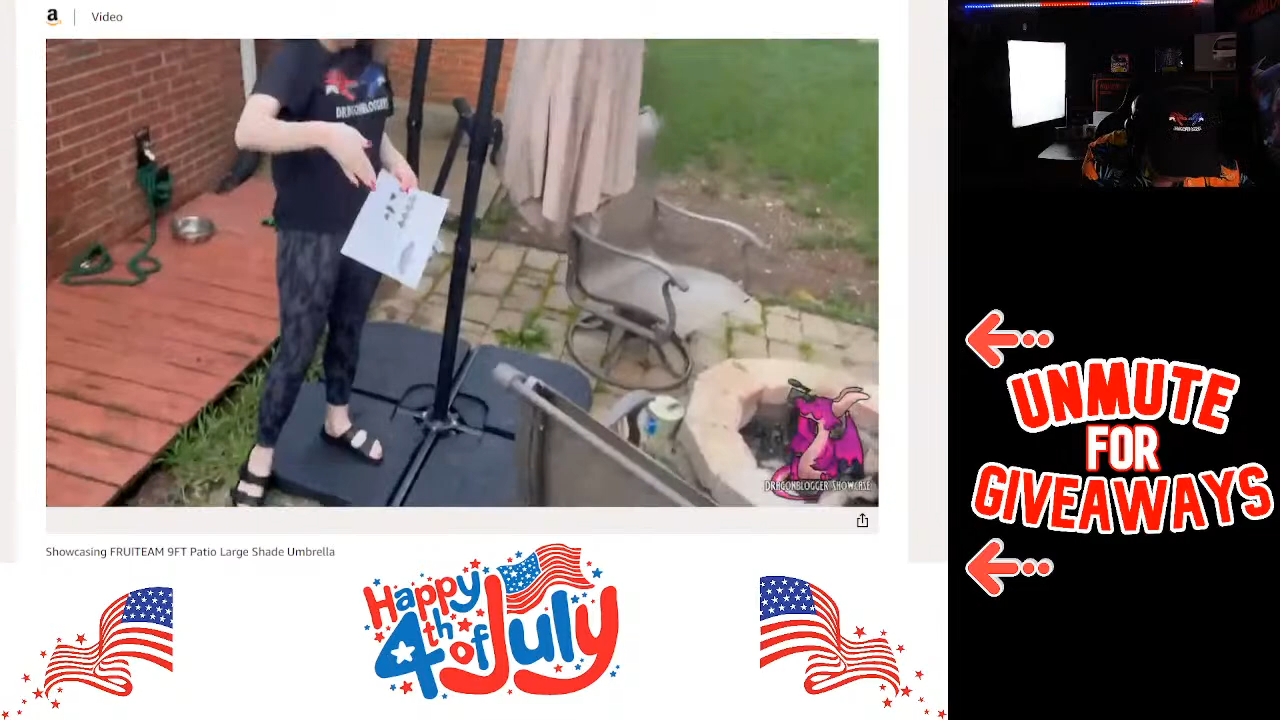 a
Video
DRAGONBLOGGER
DRAGONBLOGGER SHOWCASE
Showcasing FRUITEAM 9FT Patio Large Shade Umbrella
Happy
4th of July
UNMUTE
FOR
GIVEAWAYS